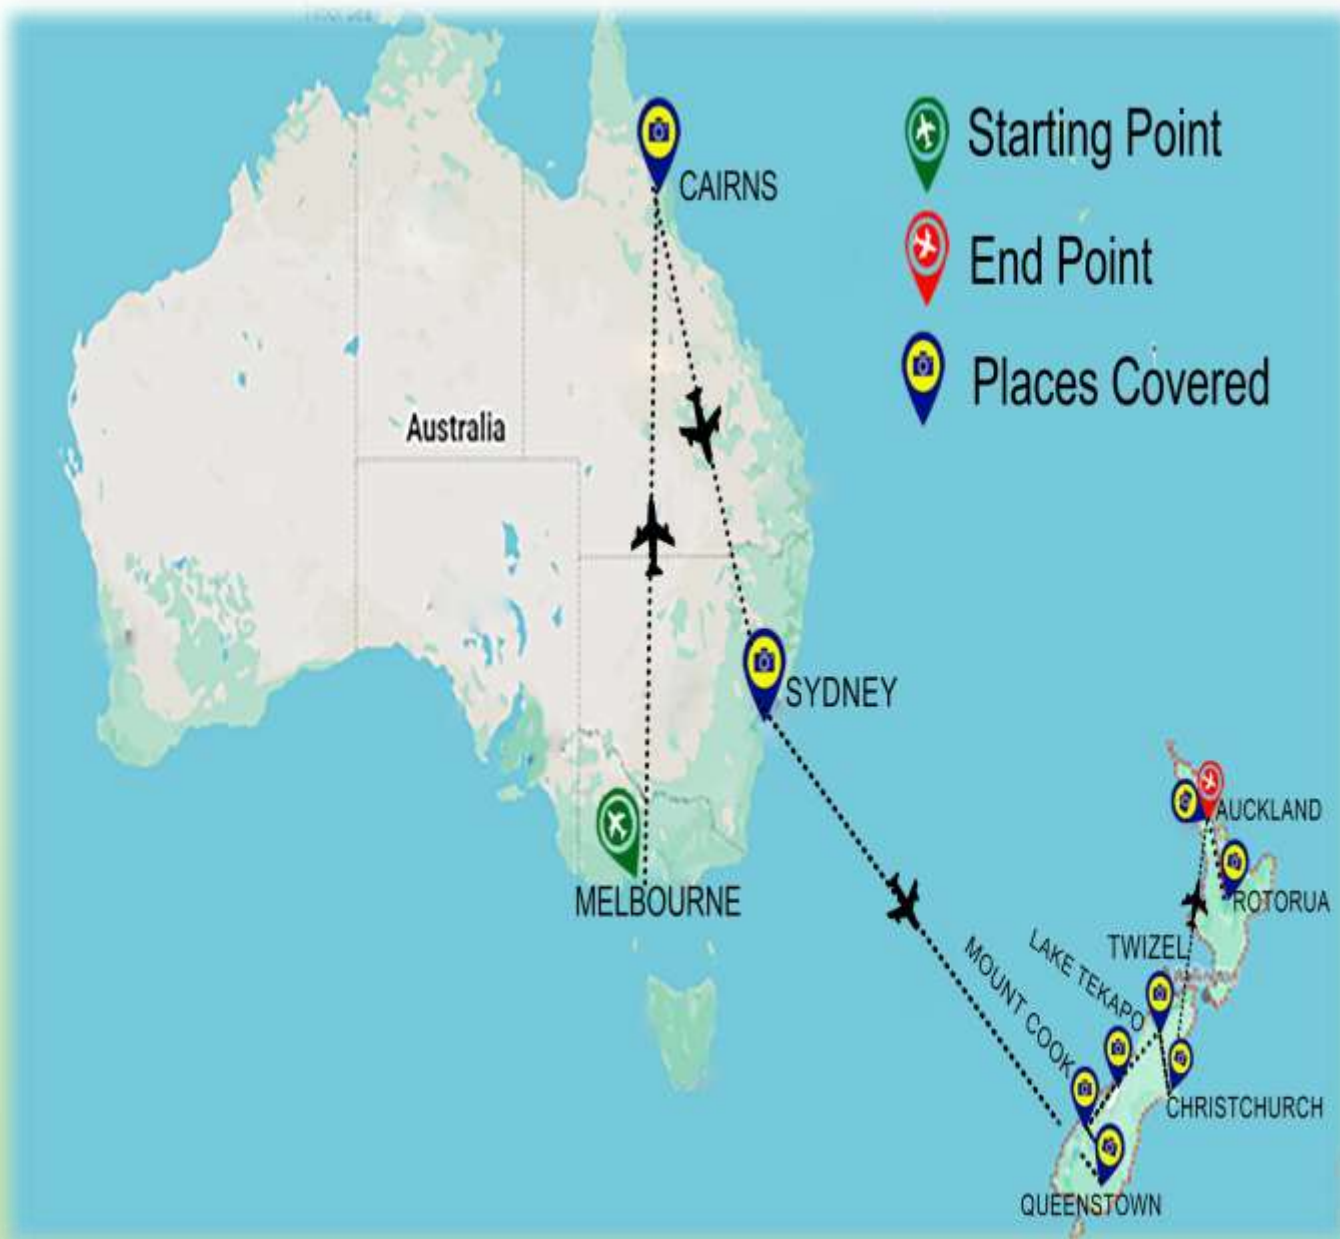 CAIRNS
Starting Point
End Point
Places Covered
Australia
SYDNEY
MELBOURNE
AUCKLAND
ROTORUA
TWIZEL
LAKE TEKAPO
MOUNT COOK
CHRISTCHURCH
QUEENSTOWN